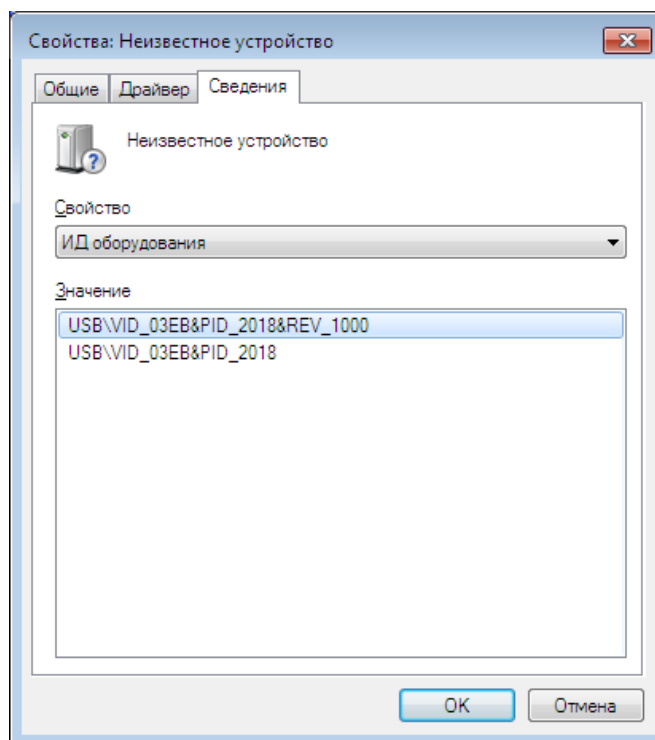 Свойства: Неизвестное устройство
Общие
Драйвер
Сведения
Неизвестное устройство
Свойство
ИД оборудования
Значение
USB\VID_03EB&PID_2018&REV_1000
USB\VID_03EB&PID_2018
OK
Отмена